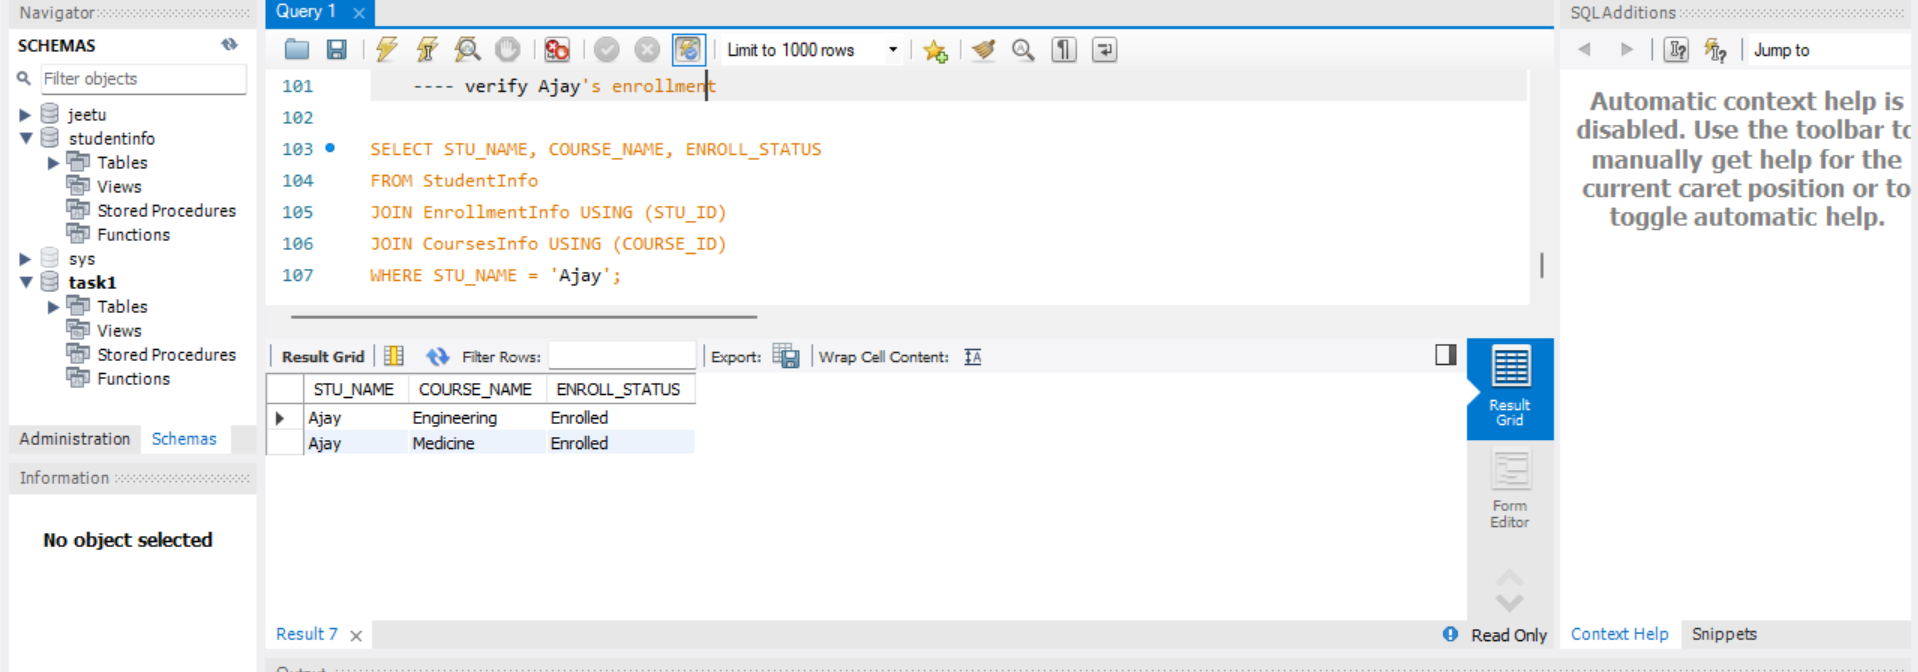 Navigator
SCHEMAS
Filter objects
jeetu
studentinfo
Tables
Views
Stored Procedures
Functions
sys
task1
Tables
Views
Stored Procedures
Functions
Administration Schemas
Information
No object selected
Query 1
Limit to 1000 rows
101 ---- verify Ajay's enrollment
102
103 SELECT STU_NAME, COURSE_NAME, ENROLL_STATUS
104 FROM StudentInfo
105 JOIN EnrollmentInfo USING (STU_ID)
106 JOIN CoursesInfo USING (COURSE_ID)
107 WHERE STU_NAME = 'Ajay';
Result Grid Filter Rows: Export: Wrap Cell Content:
STU_NAME COURSE_NAME ENROLL_STATUS
Ajay Engineering Enrolled
Ajay Medicine Enrolled
Result
Grid
Form
Editor
Result 7
Read Only
SQLAdditions
Jump to
Automatic context help is
disabled. Use the toolbar to
manually get help for the
current caret position or to
toggle automatic help.
Context Help Snippets